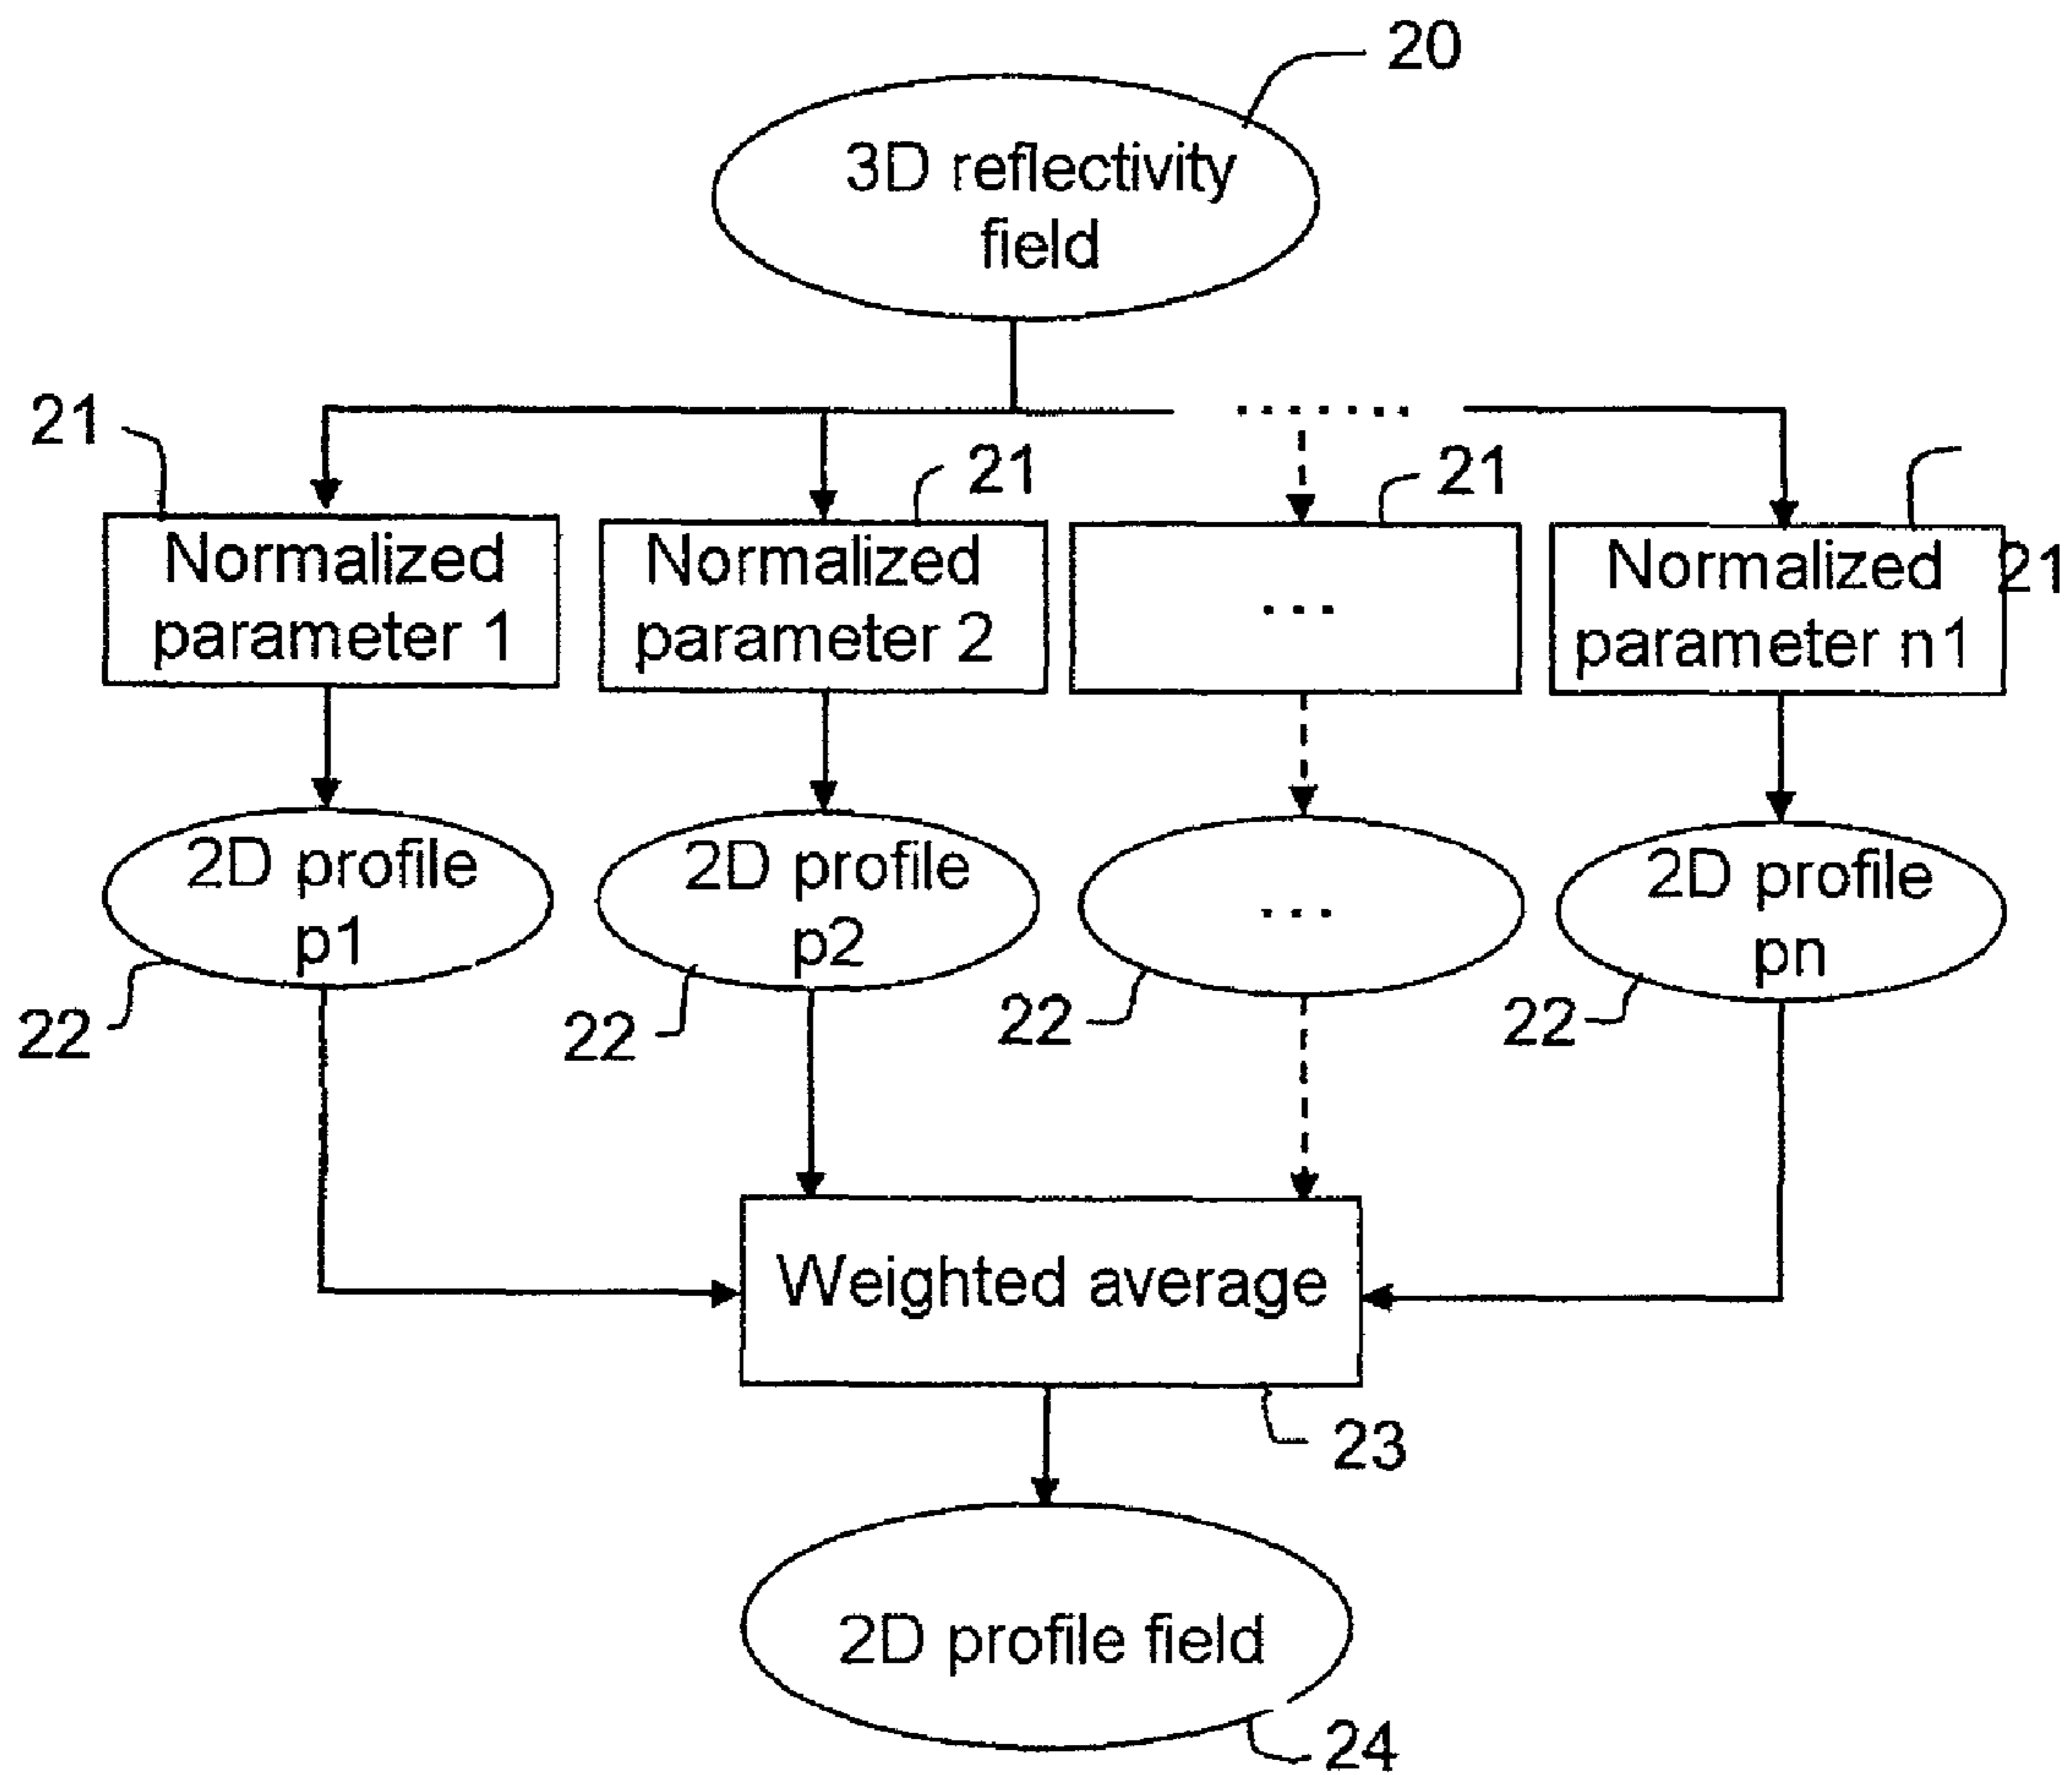 20
3D reflectivity
field
.......
21
21
21
21
Normalized
parameter 1
Normalized
parameter 2
...
Normalized
parameter n1
2D profile
p1
2D profile
p2
...
2D profile
pn
22
22
22
22
Weighted average
23
2D profile field
24